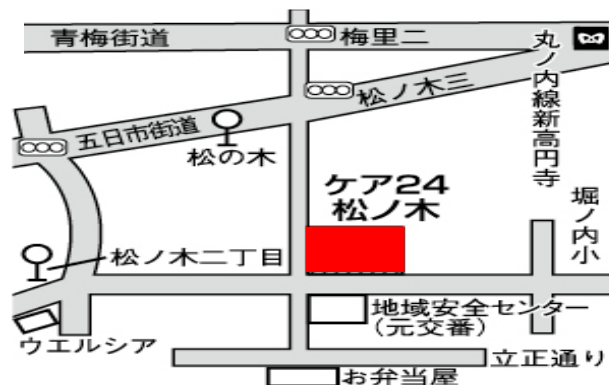 青梅街道
梅里二
松ノ木三
丸ノ内線新高円寺
五日市街道
松の木
ケア24
松ノ木
堀ノ内小
松ノ木二丁目
地域安全センター
(元交番)
ウエルシア
立正通り
お弁当屋